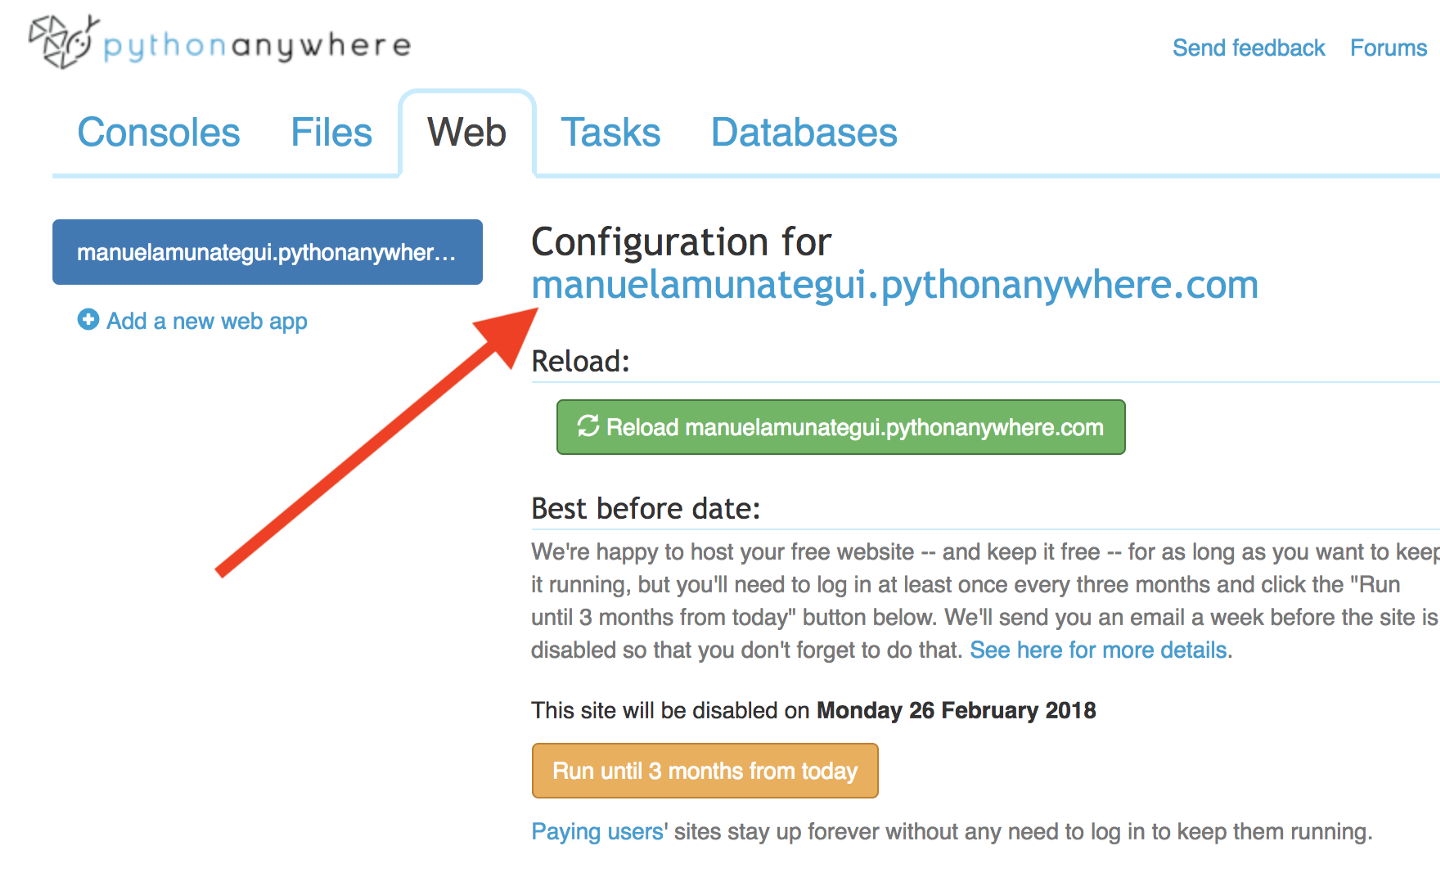 pythonanywhere
Send feedback Forums
Consoles Files Web Tasks Databases
manuelamunategui.pythonanywher...
Add a new web app
Configuration for
manuelamunategui.pythonanywhere.com
Reload:
Reload manuelamunategui.pythonanywhere.com
Best before date:
We're happy to host your free website -- and keep it free -- for as long as you want to keep
it running, but you'll need to log in at least once every three months and click the "Run
until 3 months from today" button below. We'll send you an email a week before the site is
disabled so that you don't forget to do that. See here for more details.
This site will be disabled on Monday 26 February 2018
Run until 3 months from today
Paying users' sites stay up forever without any need to log in to keep them running.